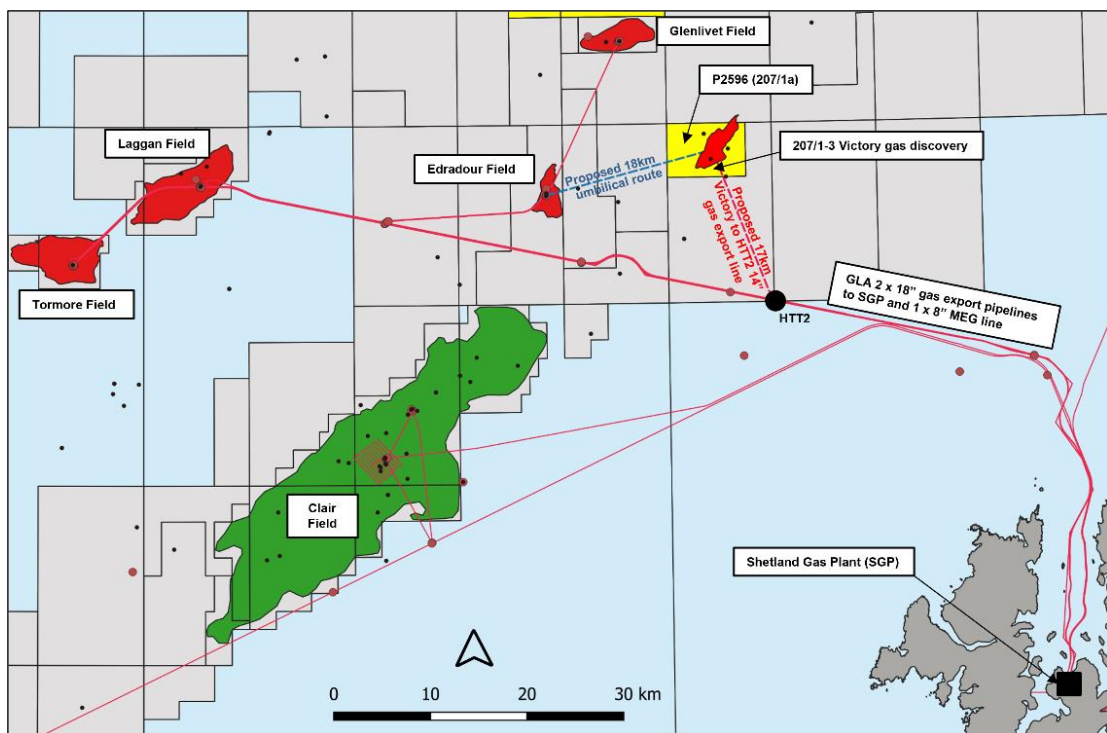 Glenlivet Field
P2596 (207/1a)
Laggan Field
Edradour Field
207/1-3 Victory gas discovery
Proposed 18km
umbilical route
Proposed 17km
Victory to HTT2 14"
gas export line
Tormore Field
GLA 2 x 18" gas export pipelines
to SGP and 1 x 8" MEG line
HTT2
Clair
Field
Shetland Gas Plant (SGP)
0 10 20 30 km